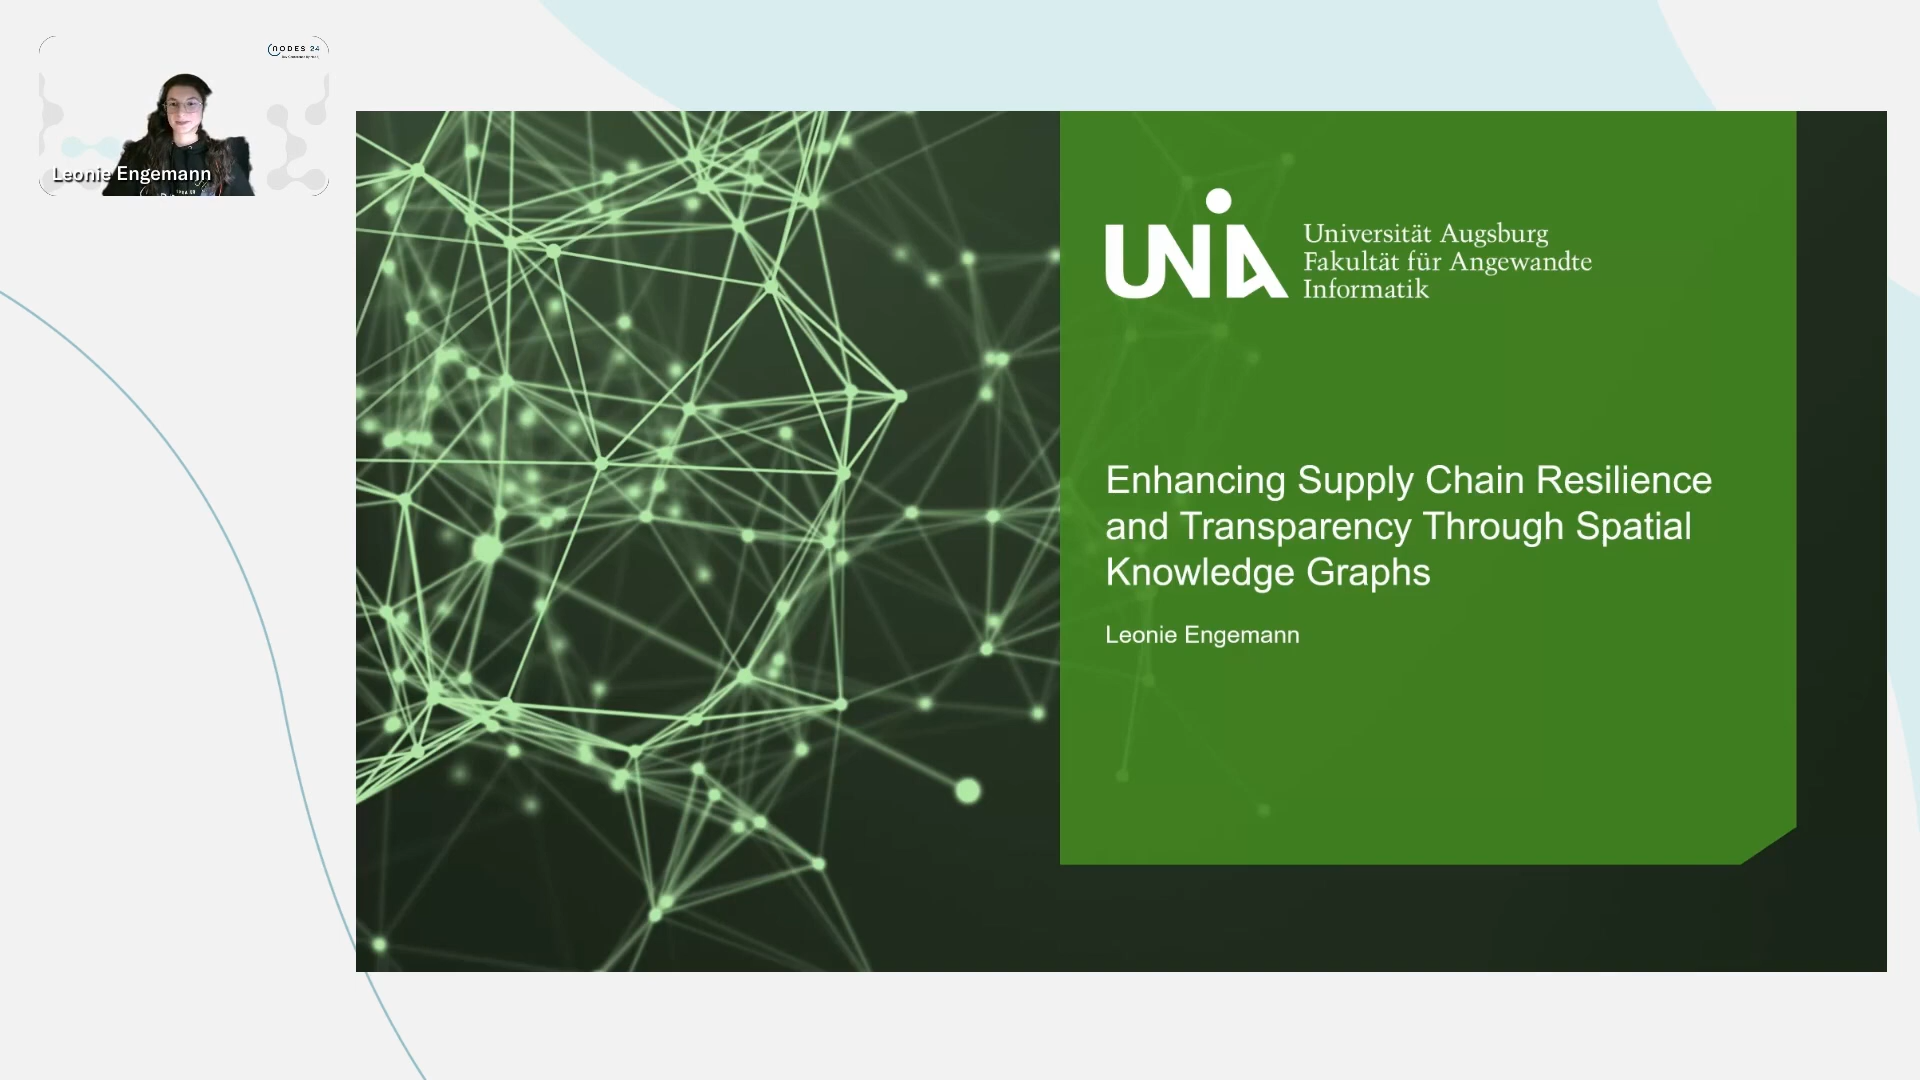 NODES 24
Leonie Engemann
UNIA
Universität Augsburg
Fakultät für Angewandte
Informatik
Enhancing Supply Chain Resilience
and Transparency Through Spatial
Knowledge Graphs
Leonie Engemann